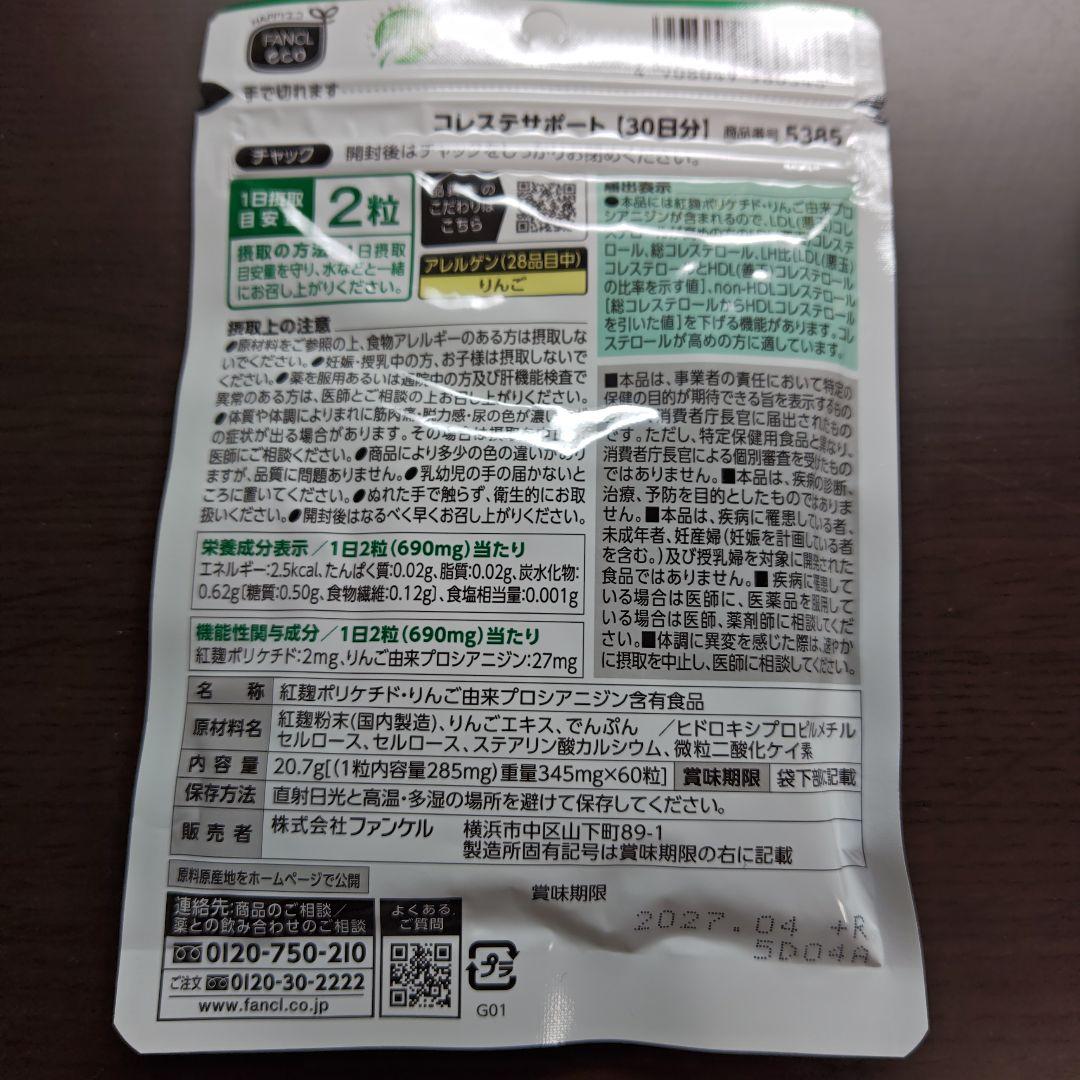 HAPPYエコ
FANCL
eco
手で切れます
コレステサポート【30日分】 商品番号 5385
チャック 開封後はチャックをしっかりお閉めください。
1日摂取
目安 2粒
摂取の方法 1日摂取
目安量を守り、水などと一緒
にお召し上がりください。
の
こだわりは
こちら
アレルゲン(28品目中)
りんご
届出表示
●本品には紅麹ポリケチド・りんご由来プロ
シアニジンが含まれるので、LDL(悪玉)コレ
ロール、総コレステロール、LH比[LDL(悪玉)
コレステロールとHDL(善玉)コレステロール
の比率を示す値]、non-HDLコレステロール
[総コレステロールからHDLコレステロール
を引いた値]を下げる機能があります。コレ
ステロールが高めの方に適しています。
摂取上の注意
●原材料をご参照の上、食物アレルギーのある方は摂取しな
いでください。●妊娠・授乳中の方、お子様は摂取しないで
ください。●薬を服用あるいは通院中の方及び肝機能検査で
異常のある方は、医師とご相談の上お召し上がりください。
●体質や体調によりまれに筋肉痛・脱力感・尿の色が濃い
の症状が出る場合があります。その場合は摂取を中止
医師にご相談ください。●商品により多少の色の違いがあり
ますが、品質に問題ありません。●乳幼児の手の届かないと
ころに置いてください。●ぬれた手で触らず、衛生的にお取
扱いください。●開封後はなるべく早くお召し上がりください。
■本品は、事業者の責任において特定の
保健の目的が期待できる旨を表示するもの
消費者庁長官に届出されたもの
です。ただし、特定保健用食品と異なり、
消費者庁長官による個別審査を受けたもの
ではありません。■本品は、疾病の診断、
治療、予防を目的としたものではありませ
ん。■本品は、疾病に罹患している者、
未成年者、妊産婦(妊娠を計画している者
を含む。)及び授乳婦を対象に開発された
食品ではありません。■疾病に罹患して
いる場合は医師に、医薬品を服用して
いる場合は医師、薬剤師に相談してくださ
い。■体調に異変を感じた際は、速やか
に摂取を中止し、医師に相談してください。
栄養成分表示/1日2粒(690mg)当たり
エネルギー:2.5kcal、たんぱく質:0.02g、脂質:0.02g、炭水化物:
0.62g[糖質:0.50g、食物繊維:0.12g]、食塩相当量:0.001g
機能性関与成分/1日2粒(690mg)当たり
紅麹ポリケチド:2mg、りんご由来プロシアニジン:27mg
名称 紅麹ポリケチド・りんご由来プロシアニジン含有食品
原材料名 紅麹粉末(国内製造)、りんごエキス、でんぷん /ヒドロキシプロピルメチル
セルロース、セルロース、ステアリン酸カルシウム、微粒二酸化ケイ素
内容量 20.7g[(1粒内容量285mg)重量345mg×60粒] 賞味期限 袋下部に記載
保存方法 直射日光と高温・多湿の場所を避けて保存してください。
販売者 株式会社ファンケル 横浜市中区山下町89-1
製造所固有記号は賞味期限の右に記載
原料原産地をホームページで公開
連絡先:商品のご相談/
薬との飲み合わせのご相談
0120-750-210
ご注文 0120-30-2222
www.fancl.co.jp
よくある
ご質問
プラ
G01
賞味期限
2027.04 +R
5D04A